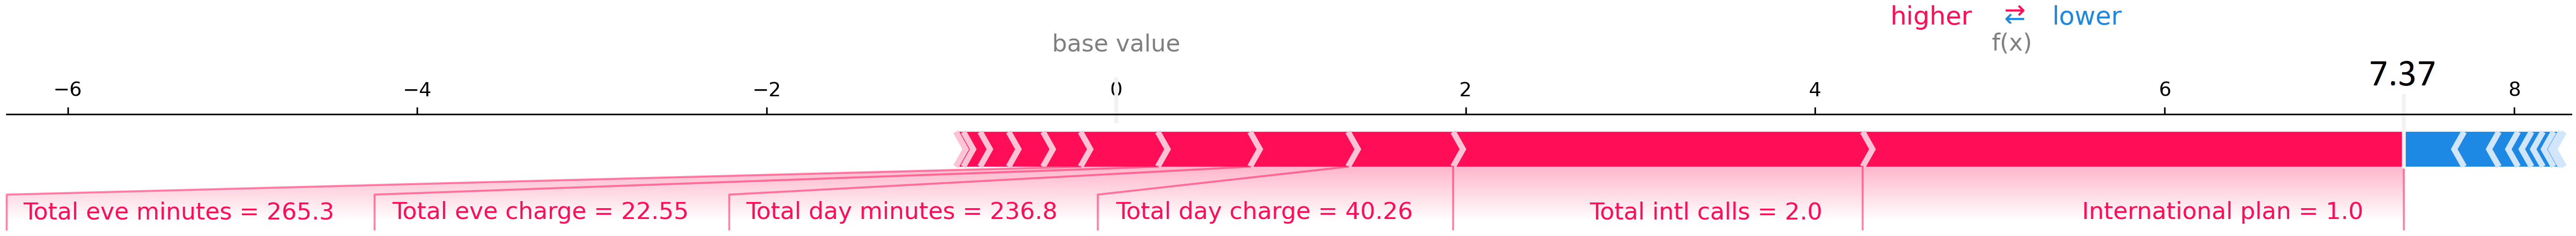 higher ⇄ lower
base value
f(x)
−6 −4 −2 0 2 4 6 7.37 8
Total eve minutes = 265.3 Total eve charge = 22.55 Total day minutes = 236.8 Total day charge = 40.26 Total intl calls = 2.0 International plan = 1.0